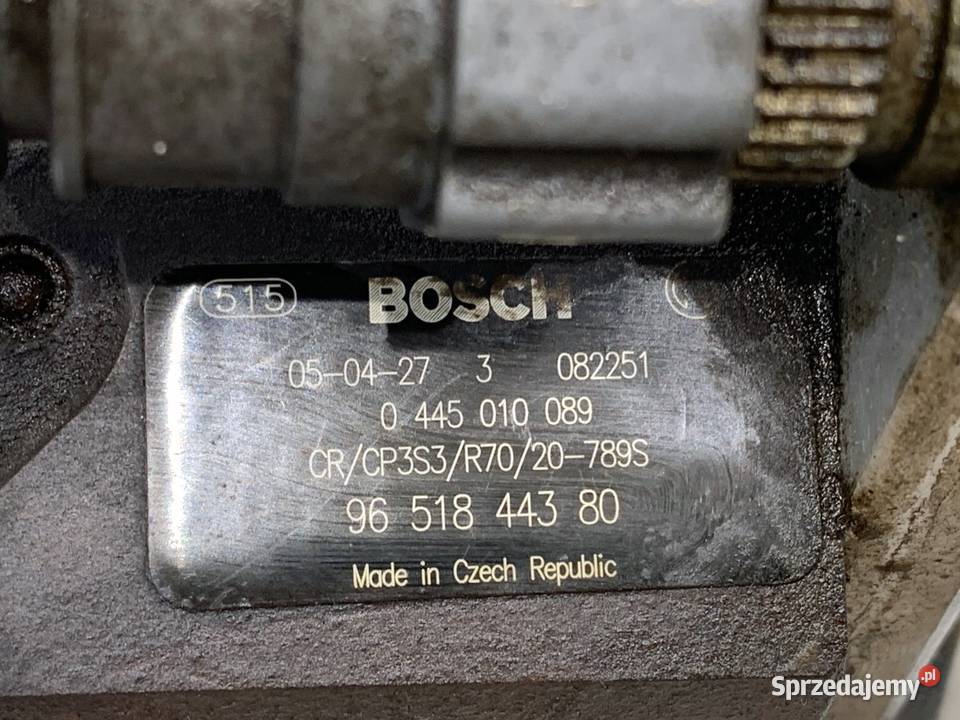 515 BOSCH
05-04-27 3 082251
0 445 010 089
CR/CP3S3/R70/20-789S
96 518 443 80
Made in Czech Republic
Sprzedajemy.pl